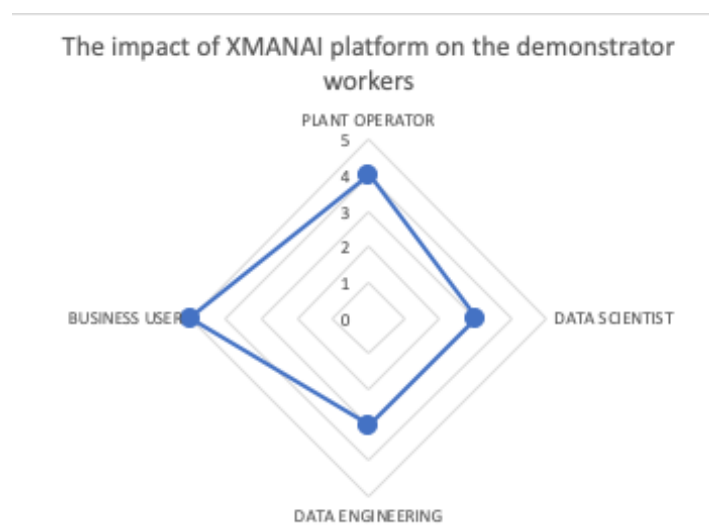 The impact of XMANAI platform on the demonstrator
workers
PLANT OPERATOR
5
4
3
2
1
BUSINESS USER
0
DATA SCIENTIST
DATA ENGINEERING